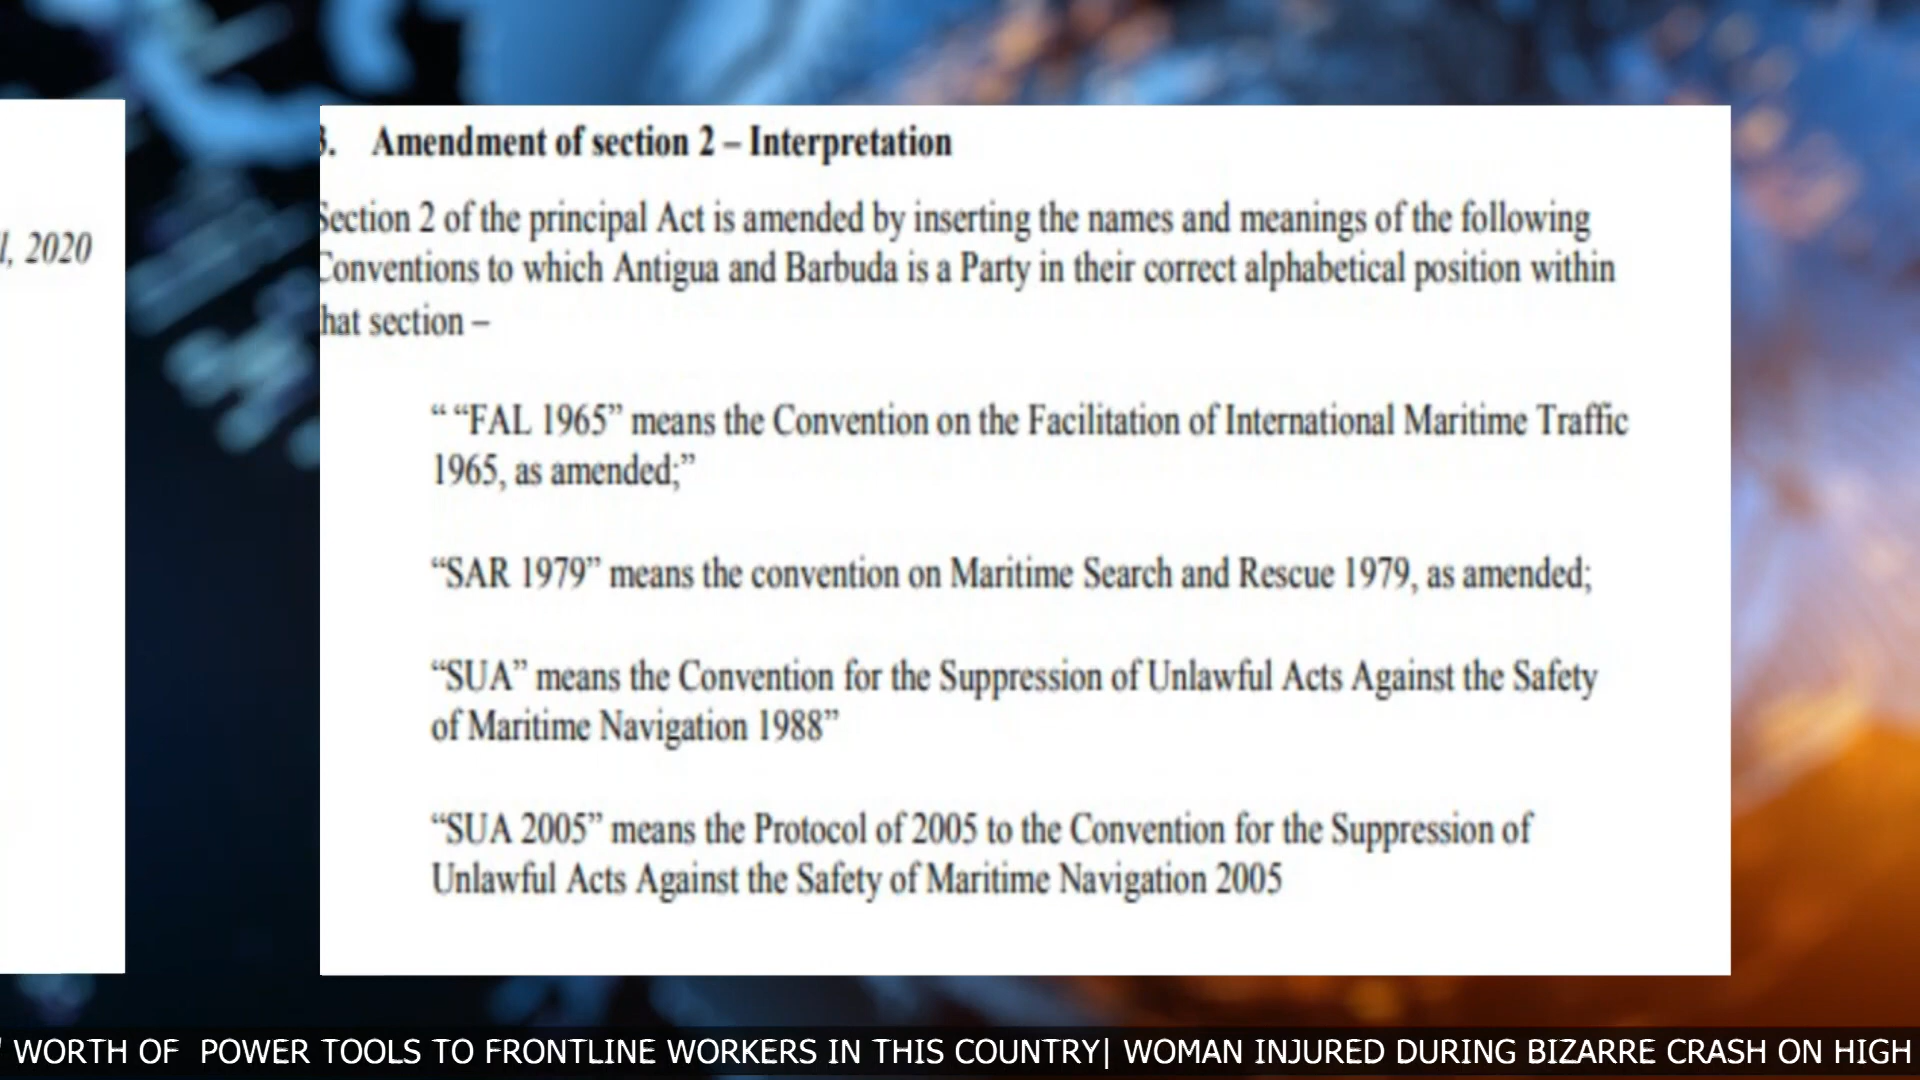 l, 2020
3. Amendment of section 2 – Interpretation
Section 2 of the principal Act is amended by inserting the names and meanings of the following
Conventions to which Antigua and Barbuda is a Party in their correct alphabetical position within
hat section –
“ “FAL 1965” means the Convention on the Facilitation of International Maritime Traffic
1965, as amended;”
“SAR 1979” means the convention on Maritime Search and Rescue 1979, as amended;
“SUA” means the Convention for the Suppression of Unlawful Acts Against the Safety
of Maritime Navigation 1988”
“SUA 2005” means the Protocol of 2005 to the Convention for the Suppression of
Unlawful Acts Against the Safety of Maritime Navigation 2005
WORTH OF POWER TOOLS TO FRONTLINE WORKERS IN THIS COUNTRY| WOMAN INJURED DURING BIZARRE CRASH ON HIGH